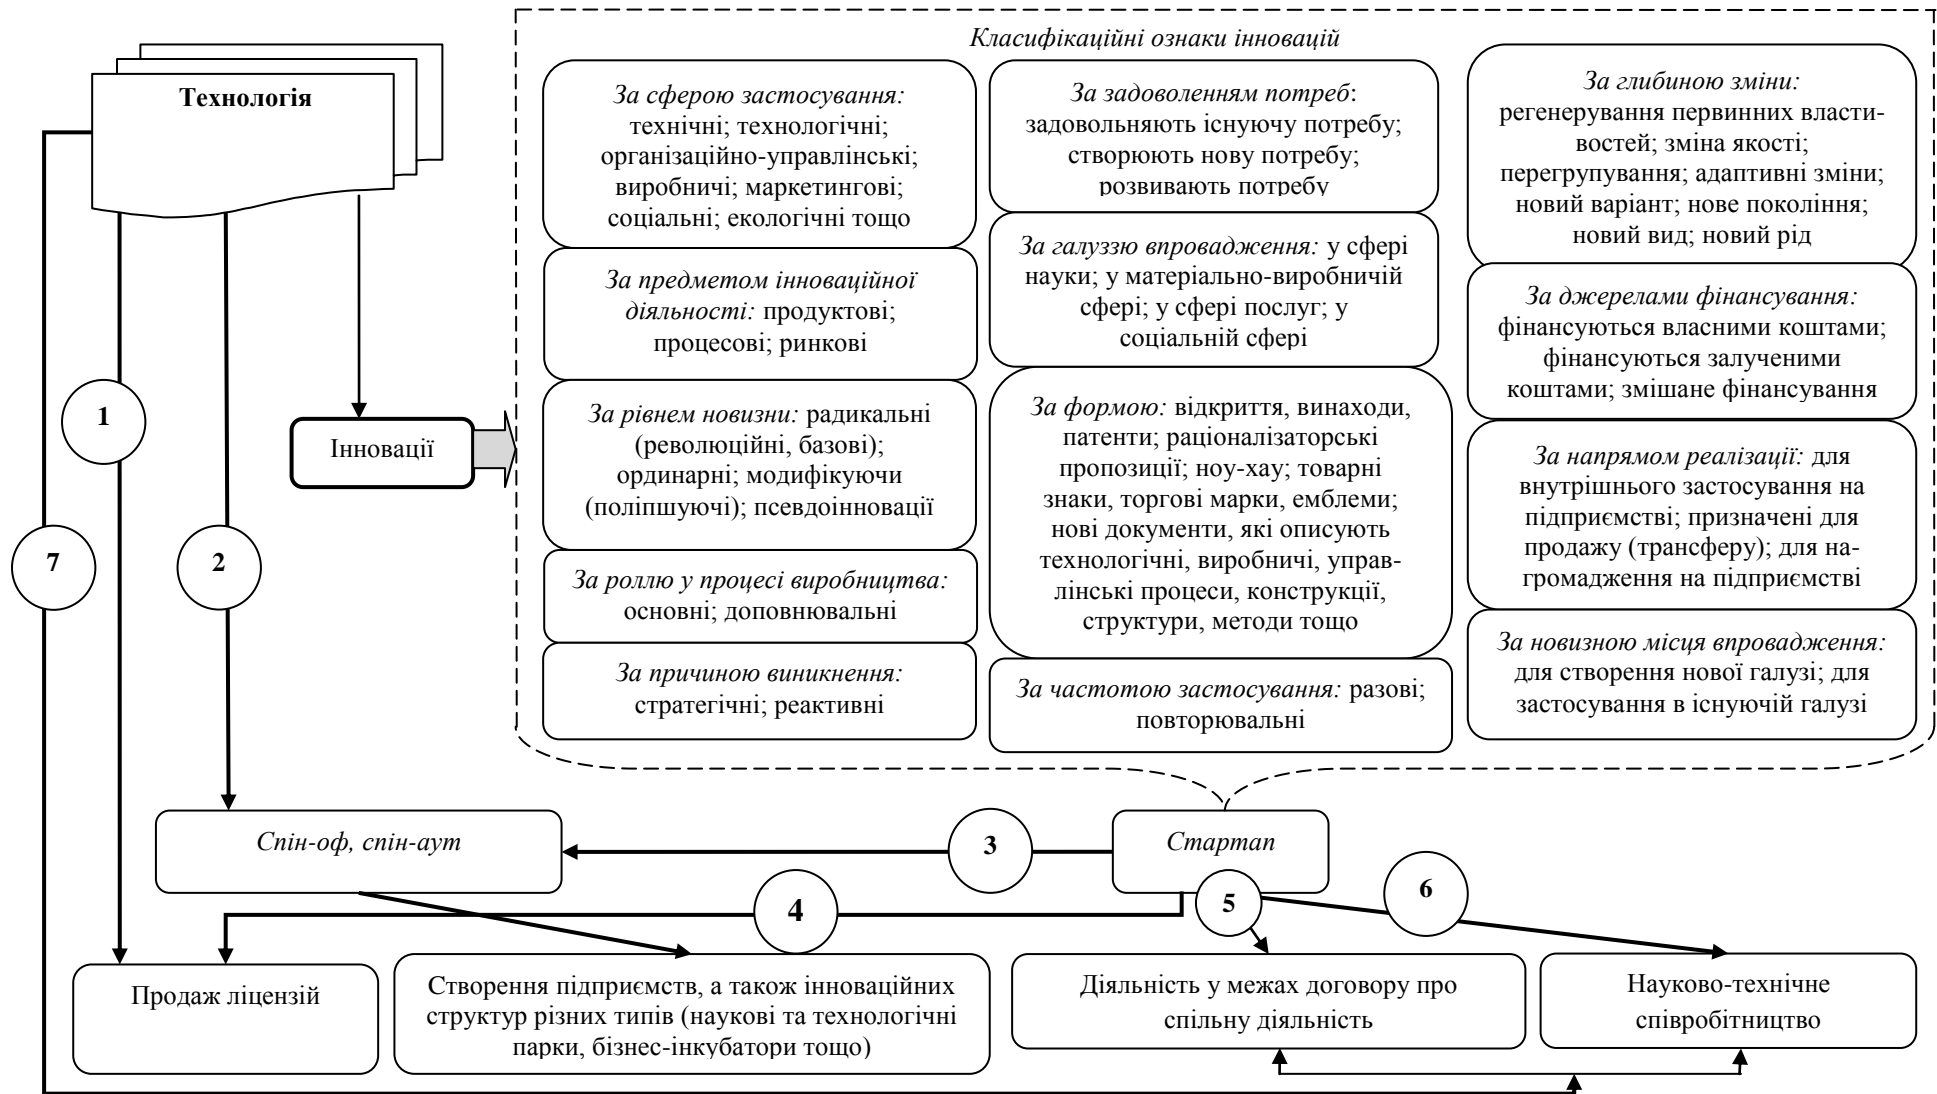 Класифікаційні ознаки інновацій
Технологія
За сферою застосування:
технічні; технологічні;
організаційно-управлінські;
виробничі; маркетингові;
соціальні; екологічні тощо
За предметом інноваційної
діяльності: продуктові;
процесові; ринкові
За рівнем новизни: радикальні
(революційні, базові);
ординарні; модифікуючи
(поліпшуючі); псевдоінновації
За роллю у процесі виробництва:
основні; доповнювальні
За причиною виникнення:
стратегічні; реактивні
За задоволенням потреб:
задовольняють існуючу потребу;
створюють нову потребу;
розвивають потребу
За галуззю впровадження: у сфері
науки; у матеріально-виробничій
сфері; у сфері послуг; у
соціальній сфері
За формою: відкриття, винаходи,
патенти; раціоналізаторські
пропозиції; ноу-хау; товарні
знаки, торгові марки, емблеми;
нові документи, які описують
технологічні, виробничі, управ-
лінські процеси, конструкції,
структури, методи тощо
За частотою застосування: разові;
повторювальні
За глибиною зміни:
регенерування первинних власти-
востей; зміна якості;
перегрупування; адаптивні зміни;
новий варіант; нове покоління;
новий вид; новий рід
За джерелами фінансування:
фінансуються власними коштами;
фінансуються залученими
коштами; змішане фінансування
За напрямом реалізації: для
внутрішнього застосування на
підприємстві; призначені для
продажу (трансферу); для на-
громадження на підприємстві
За новизною місця впровадження:
для створення нової галузі; для
застосування в існуючій галузі
1
Інновації
7
2
Спін-оф, спін-аут
3
Стартап
4
5
6
Продаж ліцензій
Створення підприємств, а також інноваційних
структур різних типів (наукові та технологічні
парки, бізнес-інкубатори тощо)
Діяльність у межах договору про
спільну діяльність
Науково-технічне
співробітництво